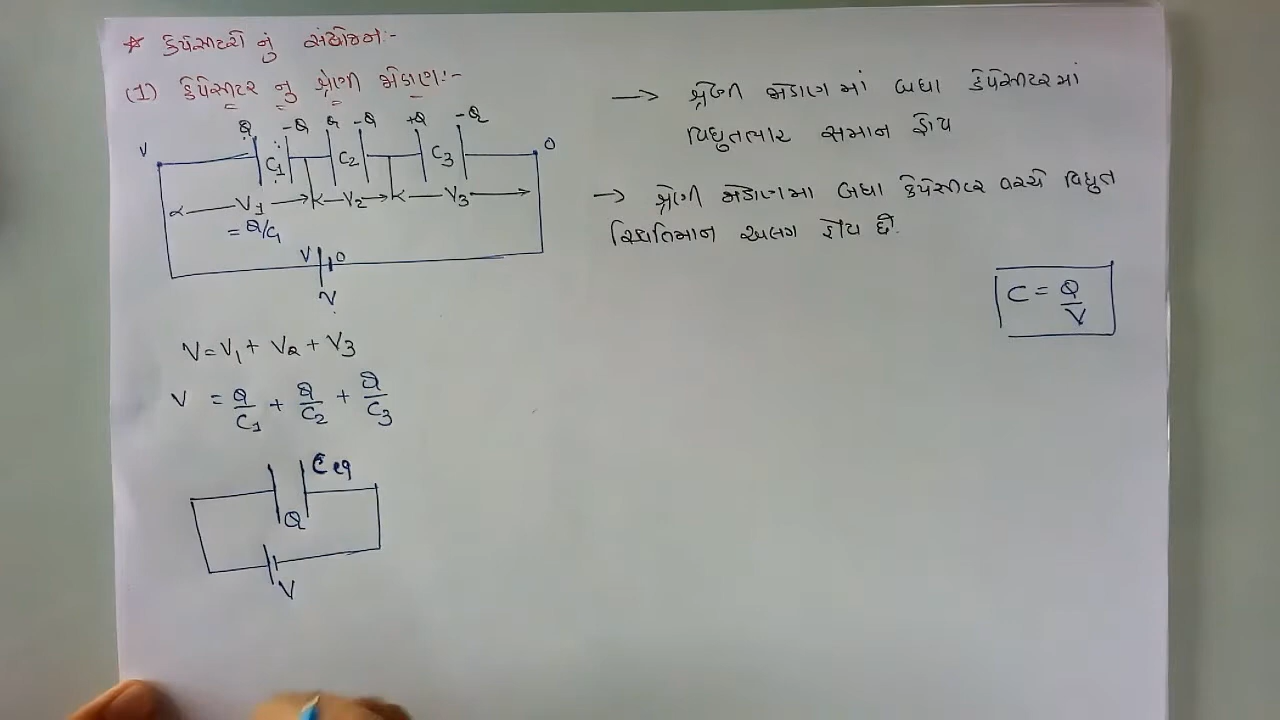 * કેપેસીટરો નું સંયોજન:-
(1) કેપેસીટર નુ શ્રેણી જોડાણ:-
Q -Q Q -Q +Q -Q
V C1 C2 C3 0
V1 V2 V3
= Q/C1
V 0
V
V = V1 + V2 + V3
V = Q/C1 + Q/C2 + Q/C3
Ceq
Q
V
→ શ્રેણી જોડાણ માં બધા કેપેસીટરમાં
વિધુતભાર સમાન હોય
→ શ્રેણી જોડાણમા બધા કેપેસીટર વચ્ચે વિધુત
સ્થિતિમાન અલગ હોય છે.
C = Q/V